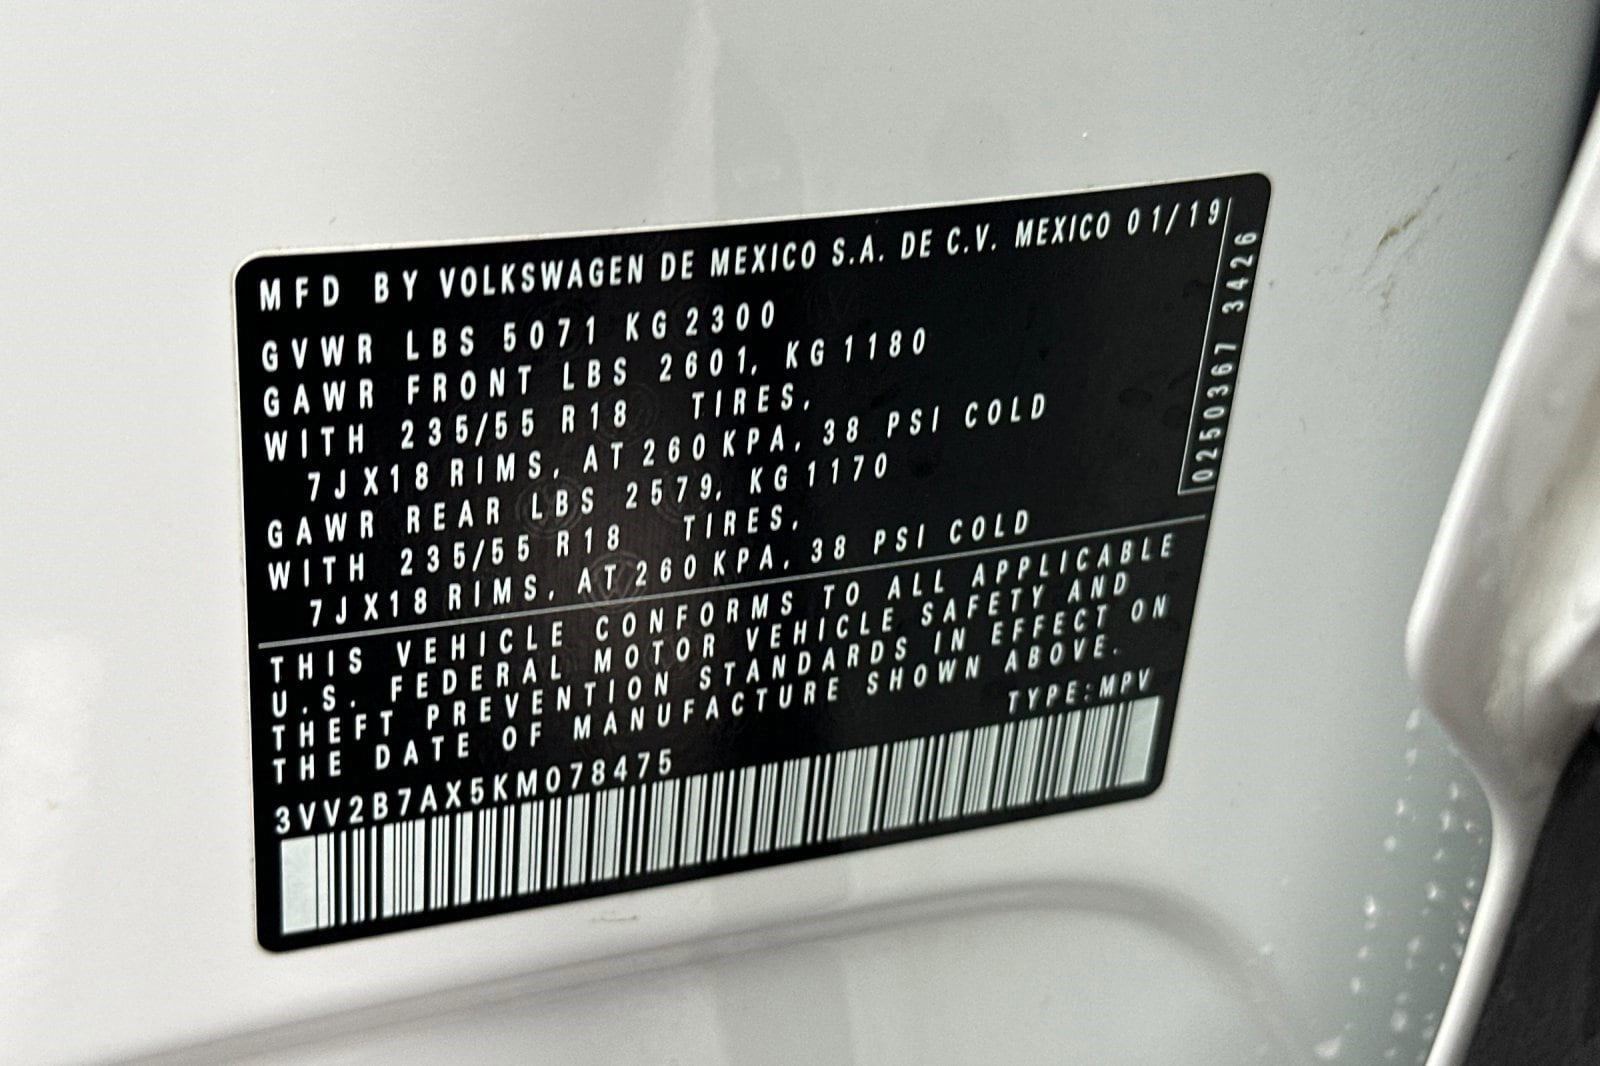 MFD BY VOLKSWAGEN DE MEXICO S.A. DE C.V. MEXICO 01/19
GVWR LBS 5071 KG 2300
GAWR FRONT LBS 2601, KG 1180
WITH 235/55 R18 TIRES,
7JX18 RIMS, AT 260 KPA, 38 PSI COLD
GAWR REAR LBS 2579, KG 1170
WITH 235/55 R18 TIRES,
7JX18 RIMS, AT 260 KPA, 38 PSI COLD
0250367 3426
THIS VEHICLE CONFORMS TO ALL APPLICABLE
U.S. FEDERAL MOTOR VEHICLE SAFETY AND
THEFT PREVENTION STANDARDS IN EFFECT ON
THE DATE OF MANUFACTURE SHOWN ABOVE.
TYPE:MPV
3VV2B7AX5KM078475